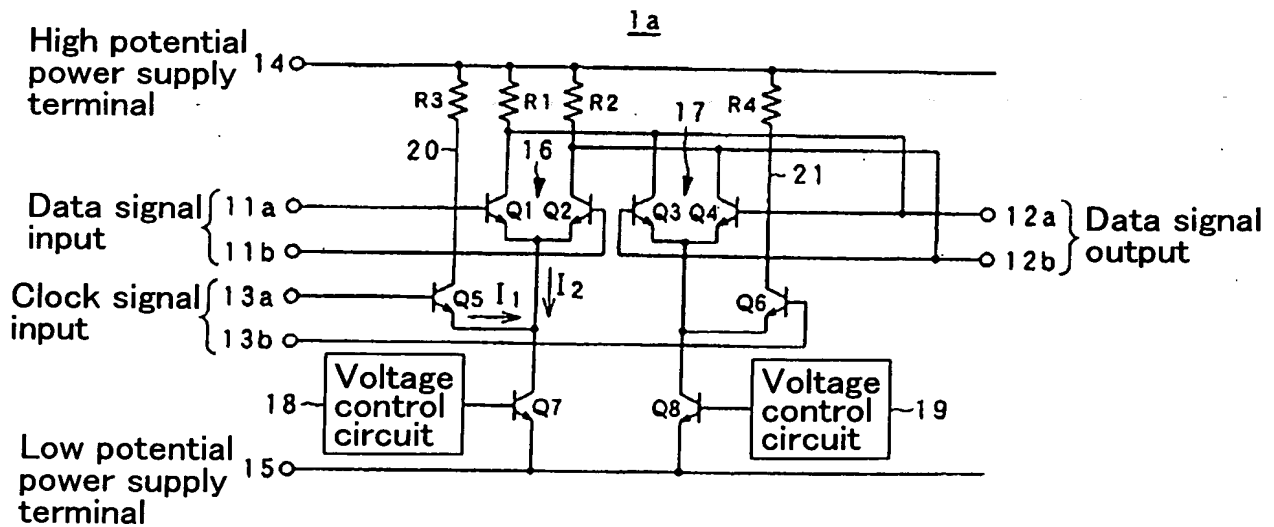 1a
High potential
power supply
terminal
14
R3
R1
R2
R4
17
20
16
21
Data signal
input
11a
11b
Q1
Q2
Q3
Q4
12a
12b
Data signal
output
Clock signal
input
13a
13b
Q5
I1
I2
Q6
Voltage
control
circuit
18
Q7
Q8
Voltage
control
circuit
19
Low potential
power supply
terminal
15